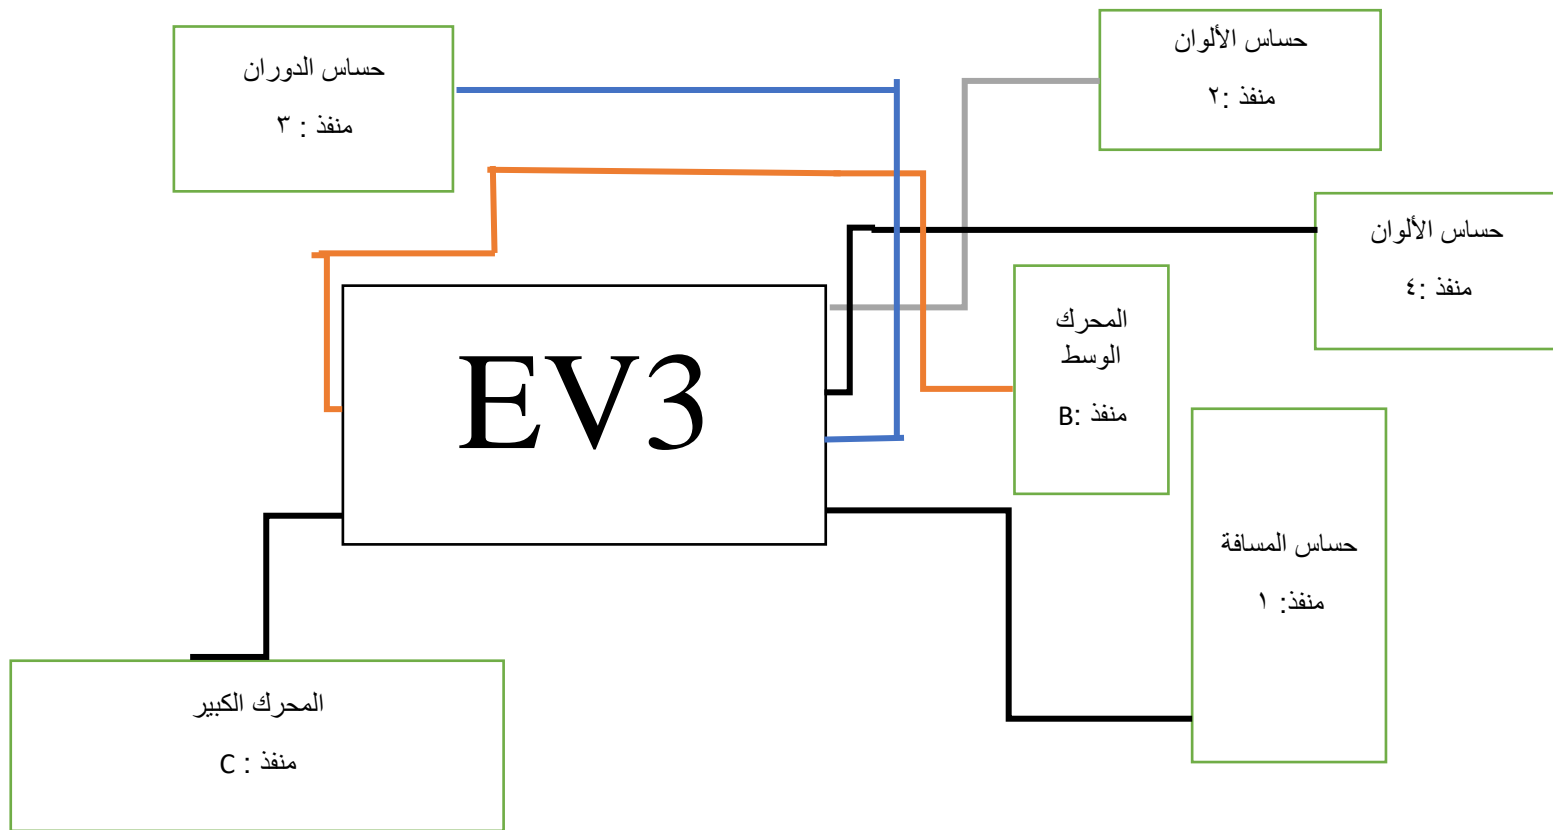 حساس الدوران
منفذ : ٣
حساس الألوان
منفذ :٢
حساس الألوان
منفذ :٤
المحرك
الوسط
منفذ :B
EV3
حساس المسافة
منفذ: ١
المحرك الكبير
منفذ : C